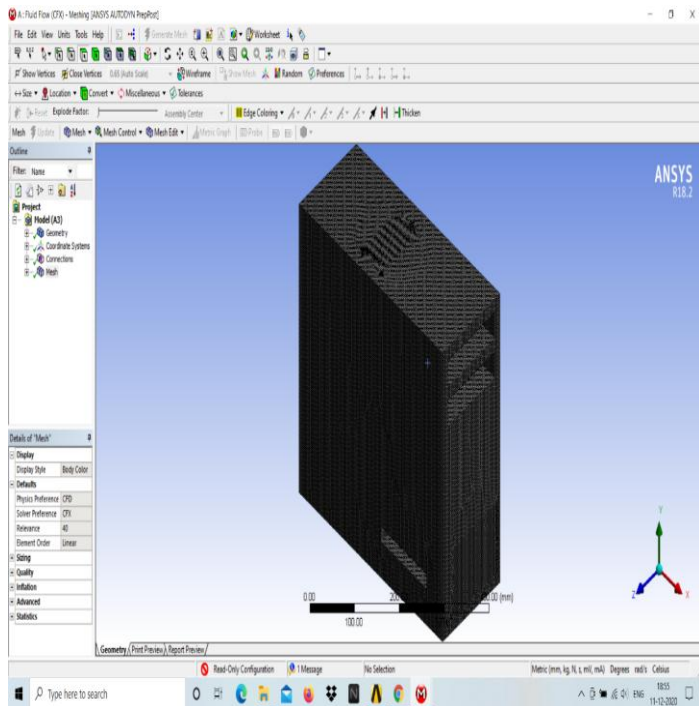 A : Fluid Flow (CFX) - Meshing [ANSYS AUTODYN PrepPost]
File Edit View Units Tools Help Generate Mesh Worksheet
Show Vertices Close Vertices 0.65 (Auto Scale) Wireframe Show Mesh Random Preferences
Size Location Convert Miscellaneous Tolerances
Reset Explode Factor: Assembly Center Edge Coloring Thicken
Mesh Update Mesh Mesh Control Mesh Edit Metric Graph Probe
Outline
Filter: Name
Project
Model (A3)
Geometry
Coordinate Systems
Connections
Mesh
ANSYS
R18.2
Details of "Mesh"
Display
Display Style Body Color
Defaults
Physics Preference CFD
Solver Preference CFX
Relevance 40
Element Order Linear
Sizing
Quality
Inflation
Advanced
Statistics
0.00
(mm)
100.00
Y
Z
X
Geometry Print Preview Report Preview
Read-Only Configuration 1 Message No Selection Metric (mm, kg, N, s, mV, mA) Degrees rad/s Celsius
Type here to search
ENG
18:55
11-12-2020